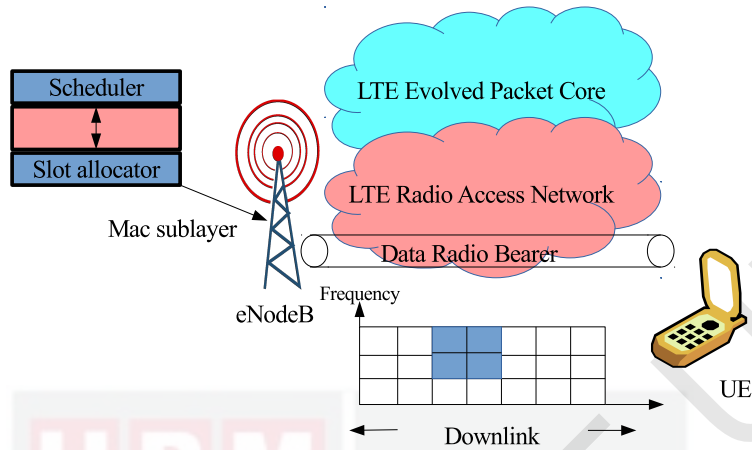 LTE Evolved Packet Core
Scheduler
Slot allocator
LTE Radio Access Network
Mac sublayer
Data Radio Bearer
Frequency
eNodeB
UE
Downlink
UPM